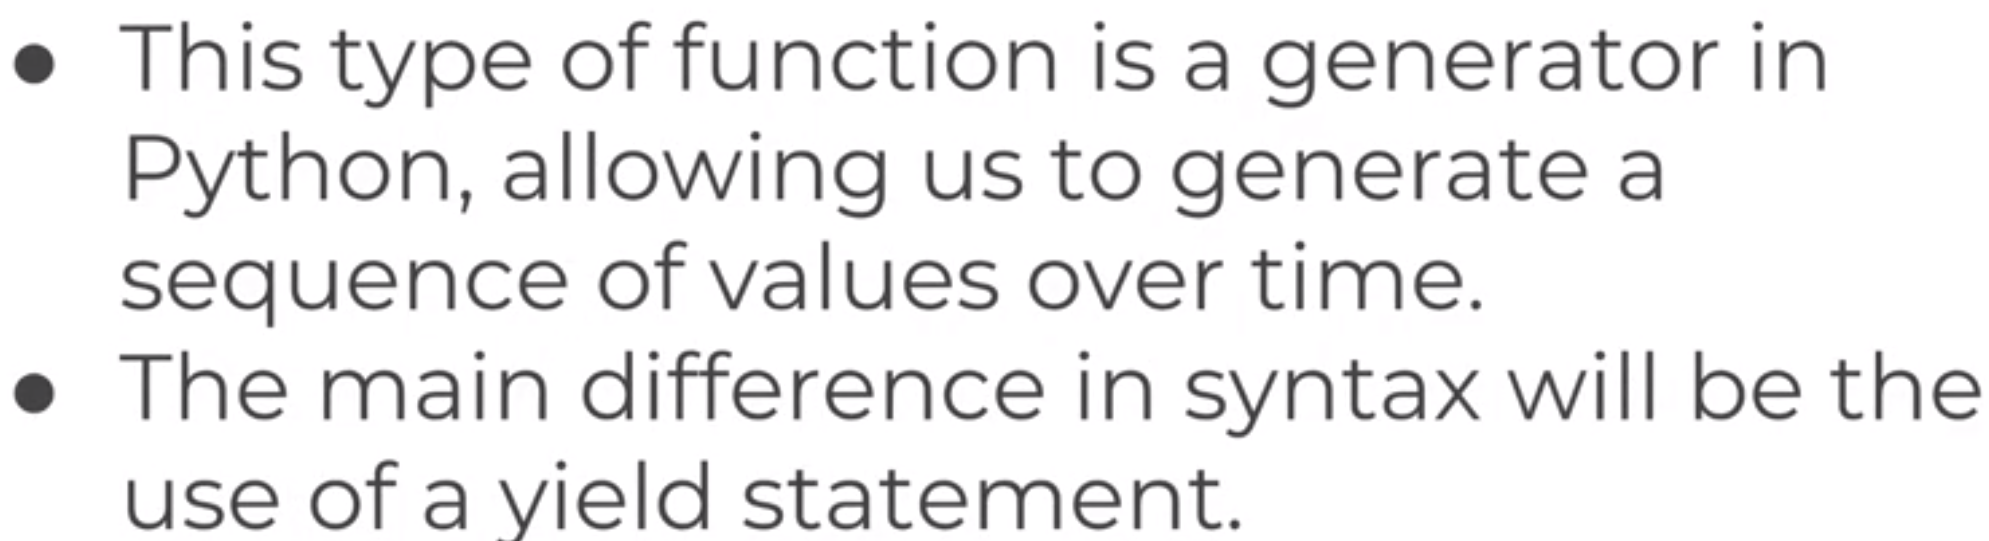 ● This type of function is a generator in
Python, allowing us to generate a
sequence of values over time.
● The main difference in syntax will be the
use of a yield statement.